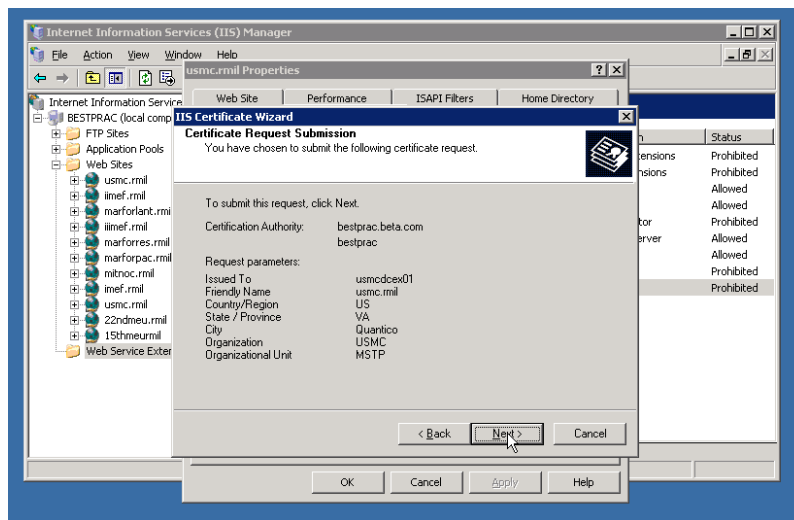 Internet Information Services (IIS) Manager
File Action View Window Help
usmc.rmil Properties
Web Site Performance ISAPI Filters Home Directory
Internet Information Service
BESTPRAC (local comp
FTP Sites
Application Pools
Web Sites
usmc.rmil
iimef.rmil
marforlant.rmi
iiimef.rmil
marforres.rmil
marforpac.rmil
mitnoc.rmil
imef.rmil
usmc.rmil
22ndmeu.rmil
15thmeurmil
Web Service Exter
IIS Certificate Wizard
Certificate Request Submission
You have chosen to submit the following certificate request.
To submit this request, click Next.
Certification Authority: bestprac.beta.com
bestprac
Request parameters:
Issued To usmcdcex01
Friendly Name usmc.rmil
Country/Region US
State / Province VA
City Quantico
Organization USMC
Organizational Unit MSTP
< Back Next > Cancel
OK Cancel Apply Help
n Status
tensions Prohibited
nsions Prohibited
Allowed
Allowed
tor Prohibited
erver Allowed
Allowed
Prohibited
Prohibited